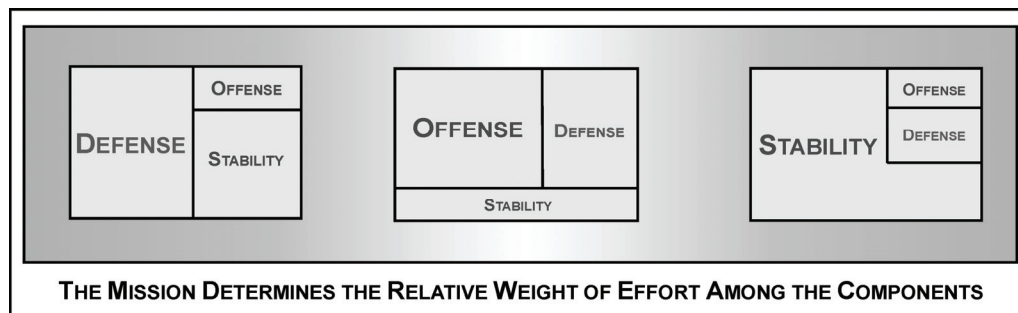 OFFENSE
DEFENSE
STABILITY
OFFENSE
DEFENSE
STABILITY
OFFENSE
STABILITY
DEFENSE
THE MISSION DETERMINES THE RELATIVE WEIGHT OF EFFORT AMONG THE COMPONENTS